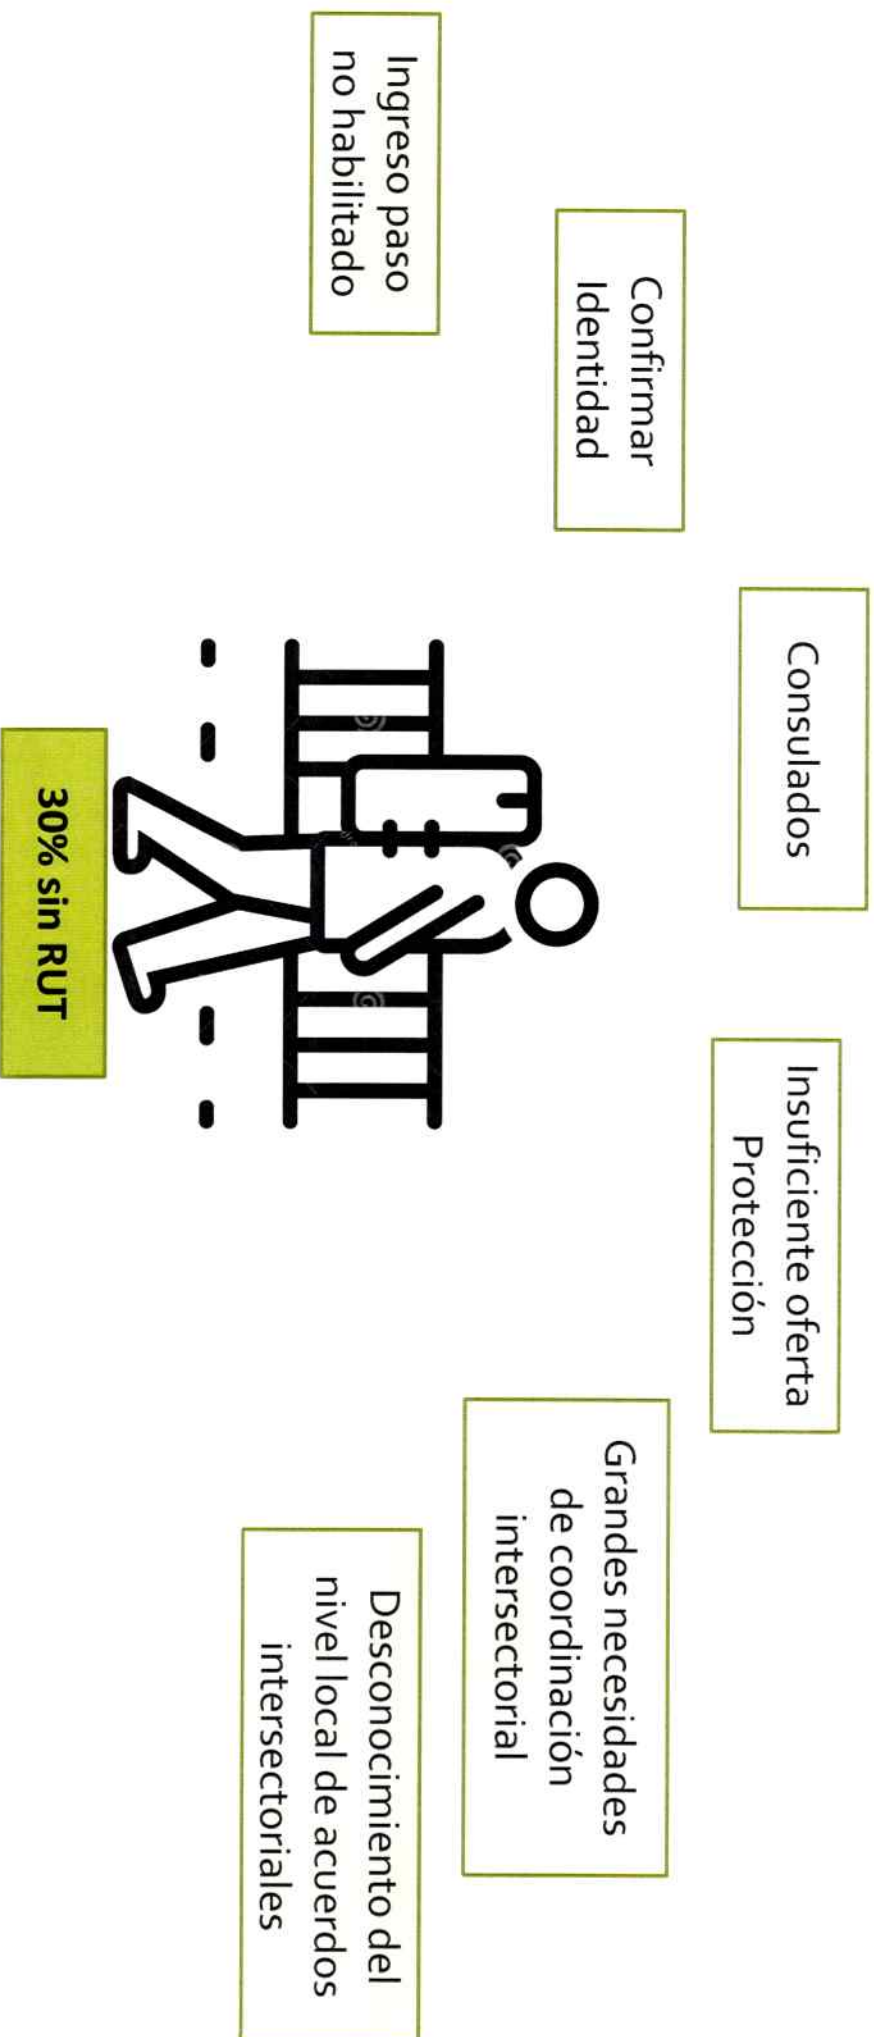 Ingreso paso
no habilitado
Confirmar
Identidad
Consulados
Insuficiente oferta
Protección
Grandes necesidades
de coordinación
intersectorial
Desconocimiento del
nivel local de acuerdos
intersectoriales
30% sin RUT